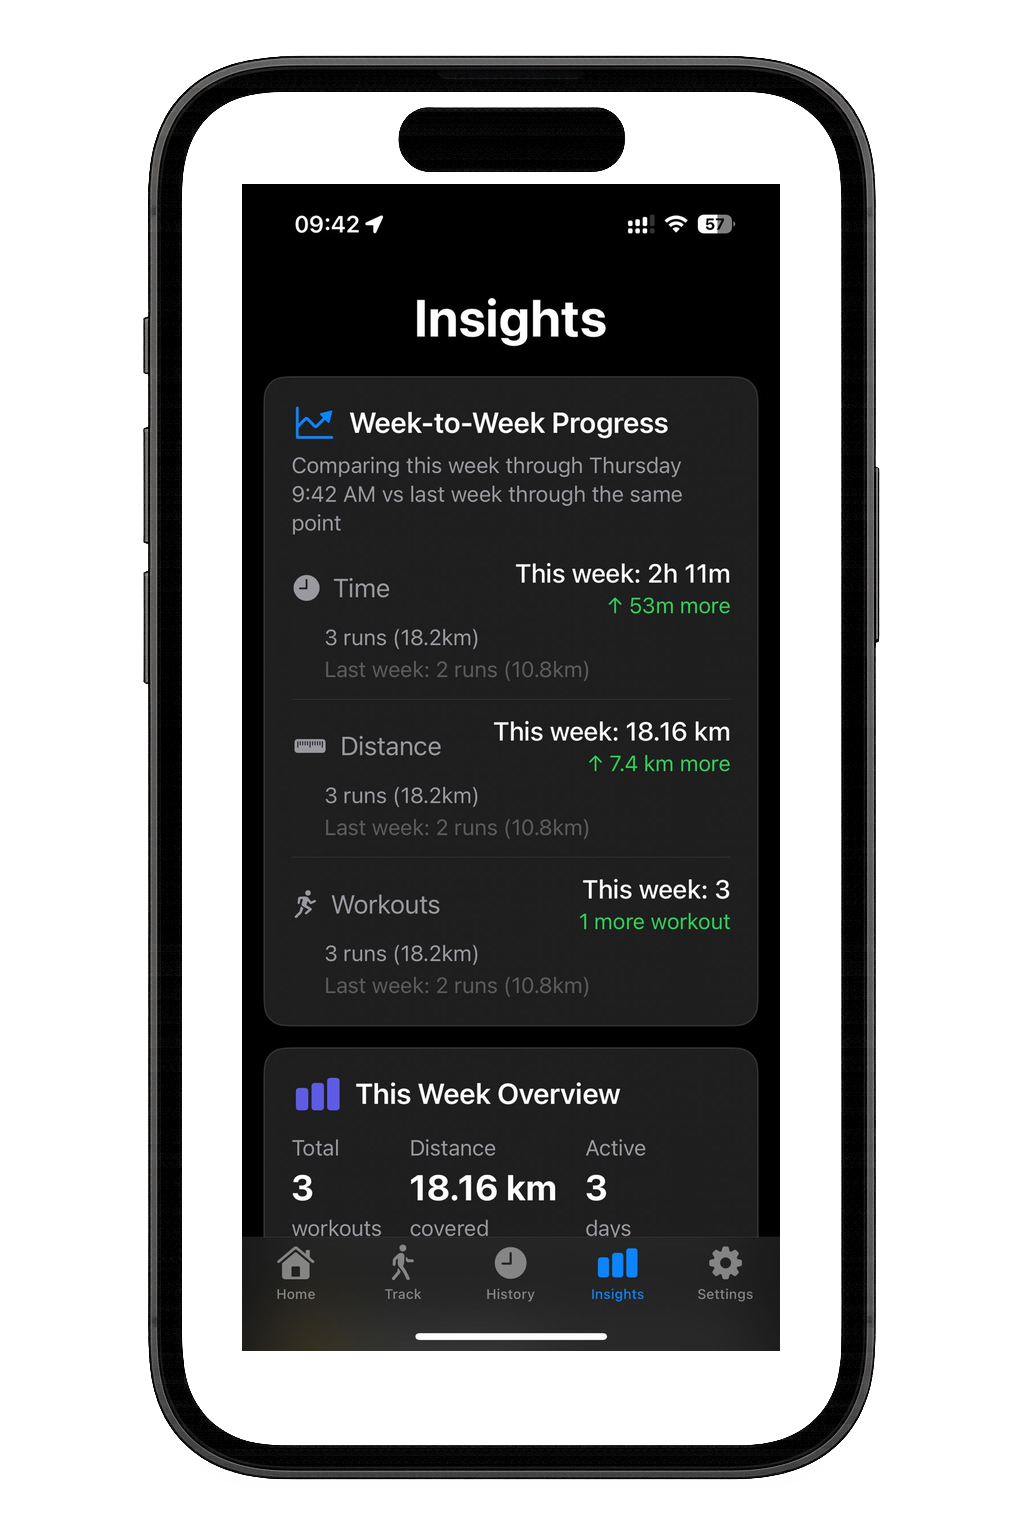 09:42
57
Insights
Week-to-Week Progress
Comparing this week through Thursday
9:42 AM vs last week through the same
point
Time
This week: 2h 11m
↑ 53m more
3 runs (18.2km)
Last week: 2 runs (10.8km)
Distance
This week: 18.16 km
↑ 7.4 km more
3 runs (18.2km)
Last week: 2 runs (10.8km)
Workouts
This week: 3
1 more workout
3 runs (18.2km)
Last week: 2 runs (10.8km)
This Week Overview
Total Distance Active
3 18.16 km 3
workouts covered days
Home Track History Insights Settings